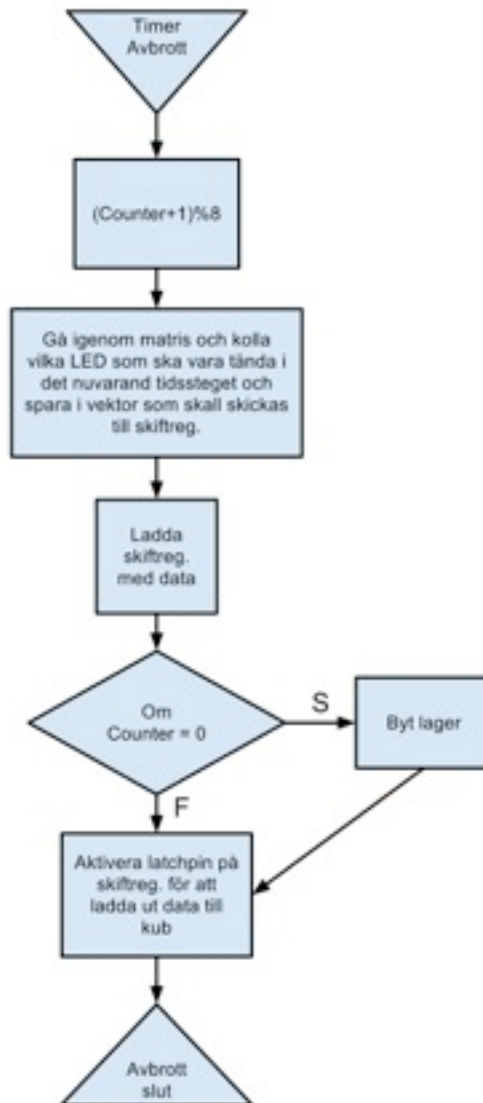 Timer
Avbrott
(Counter+1)%8
Gå igenom matris och kolla
vilka LED som ska vara tända i
det nuvarand tidssteget och
spara i vektor som skall skickas
till skiftreg.
Ladda
skiftreg.
med data
Om
Counter = 0
S
Byt lager
F
Aktivera latchpin på
skiftreg. för att
ladda ut data till
kub
Avbrott
slut